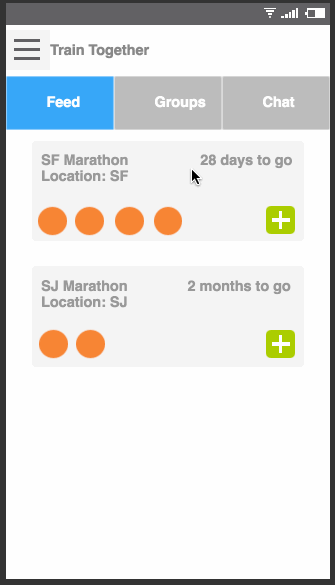 Train Together
Feed Groups Chat
SF Marathon 28 days to go
Location: SF
SJ Marathon 2 months to go
Location: SJ